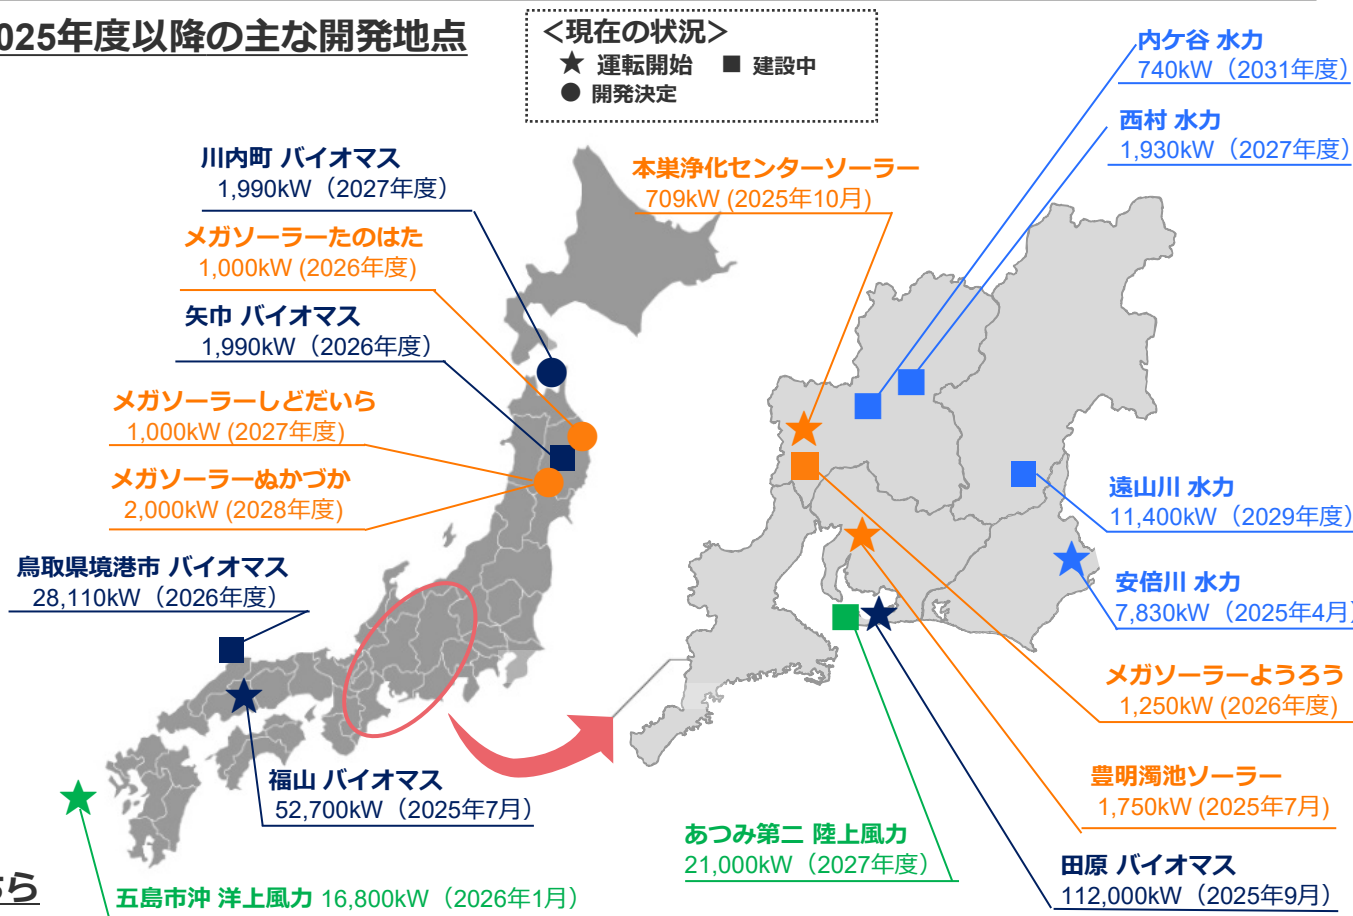 025年度以降の主な開発地点
＜現在の状況＞
★ 運転開始 ■ 建設中
● 開発決定
内ケ谷 水力
740kW（2031年度）
西村 水力
1,930kW（2027年度）
川内町 バイオマス
1,990kW（2027年度）
本巣浄化センターソーラー
709kW (2025年10月)
メガソーラーたのはた
1,000kW (2026年度)
矢巾 バイオマス
1,990kW（2026年度）
メガソーラーしどだいら
1,000kW (2027年度)
メガソーラーぬかづか
2,000kW (2028年度)
遠山川 水力
11,400kW（2029年度）
鳥取県境港市 バイオマス
28,110kW（2026年度）
安倍川 水力
7,830kW（2025年4月）
メガソーラーようろう
1,250kW (2026年度)
福山 バイオマス
52,700kW（2025年7月）
豊明濁池ソーラー
1,750kW (2025年7月)
あつみ第二 陸上風力
21,000kW（2027年度）
田原 バイオマス
112,000kW（2025年9月）
五島市沖 洋上風力 16,800kW（2026年1月）
ら